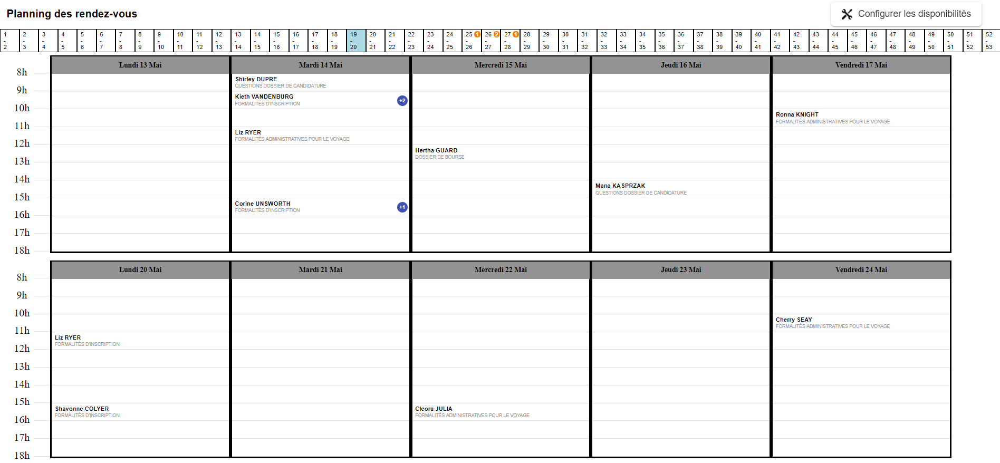 Planning des rendez-vous
Configurer les disponibilités
1 - 2
2 - 3
3 - 4
4 - 5
5 - 6
6 - 7
7 - 8
8 - 9
9 - 10
10 - 11
11 - 12
12 - 13
13 - 14
14 - 15
15 - 16
16 - 17
17 - 18
18 - 19
19 - 20
20 - 21
21 - 22
22 - 23
23 - 24
24 - 25
25 - 26 1
26 - 27 2
27 - 28 1
28 - 29
29 - 30
30 - 31
31 - 32
32 - 33
33 - 34
34 - 35
35 - 36
36 - 37
37 - 38
38 - 39
39 - 40
40 - 41
41 - 42
42 - 43
43 - 44
44 - 45
45 - 46
46 - 47
47 - 48
48 - 49
49 - 50
50 - 51
51 - 52
52 - 53
Lundi 13 Mai
Mardi 14 Mai
Mercredi 15 Mai
Jeudi 16 Mai
Vendredi 17 Mai
8h
Shirley DUPRE
QUESTIONS DOSSIER DE CANDIDATURE
9h
Kieth VANDENBURG
FORMALITÉS D'INSCRIPTION
+2
10h
Ronna KNIGHT
FORMALITÉS ADMINISTRATIVES POUR LE VOYAGE
11h
Liz RYER
FORMALITÉS ADMINISTRATIVES POUR LE VOYAGE
12h
Hertha GUARD
DOSSIER DE BOURSE
13h
14h
Mana KASPRZAK
QUESTIONS DOSSIER DE CANDIDATURE
15h
Corine UNSWORTH
FORMALITÉS D'INSCRIPTION
+1
16h
17h
18h
Lundi 20 Mai
Mardi 21 Mai
Mercredi 22 Mai
Jeudi 23 Mai
Vendredi 24 Mai
8h
9h
10h
Cherry SEAY
FORMALITÉS ADMINISTRATIVES POUR LE VOYAGE
11h
Liz RYER
FORMALITÉS D'INSCRIPTION
12h
13h
14h
15h
Shavonne COLYER
FORMALITÉS D'INSCRIPTION
Cleora JULIA
FORMALITÉS ADMINISTRATIVES POUR LE VOYAGE
16h
17h
18h